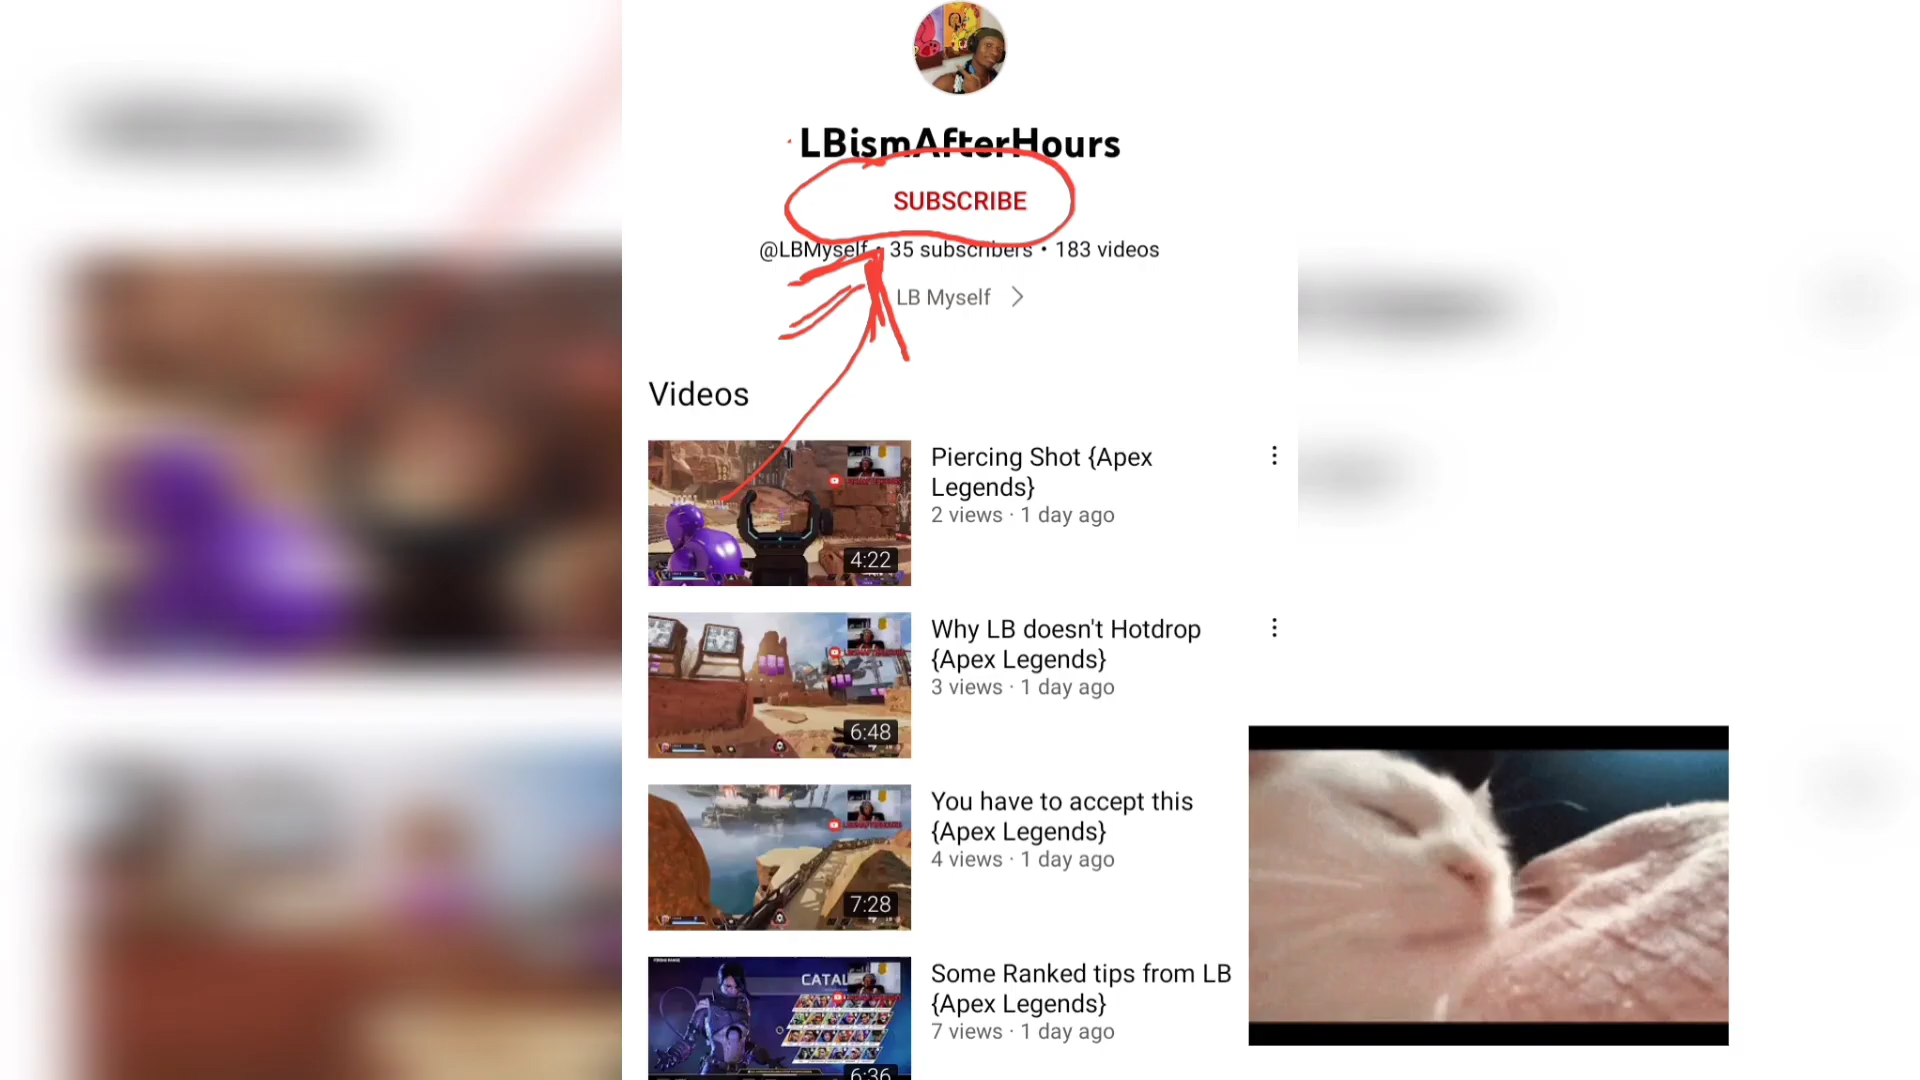 LBismAfterHours
SUBSCRIBE
@LBMyself • 35 subscribers • 183 videos
LB Myself
Videos
Piercing Shot {Apex
Legends}
2 views · 1 day ago
4:22
Why LB doesn't Hotdrop
{Apex Legends}
3 views · 1 day ago
6:48
You have to accept this
{Apex Legends}
4 views · 1 day ago
7:28
CATAL
Some Ranked tips from LB
{Apex Legends}
7 views · 1 day ago
6:36